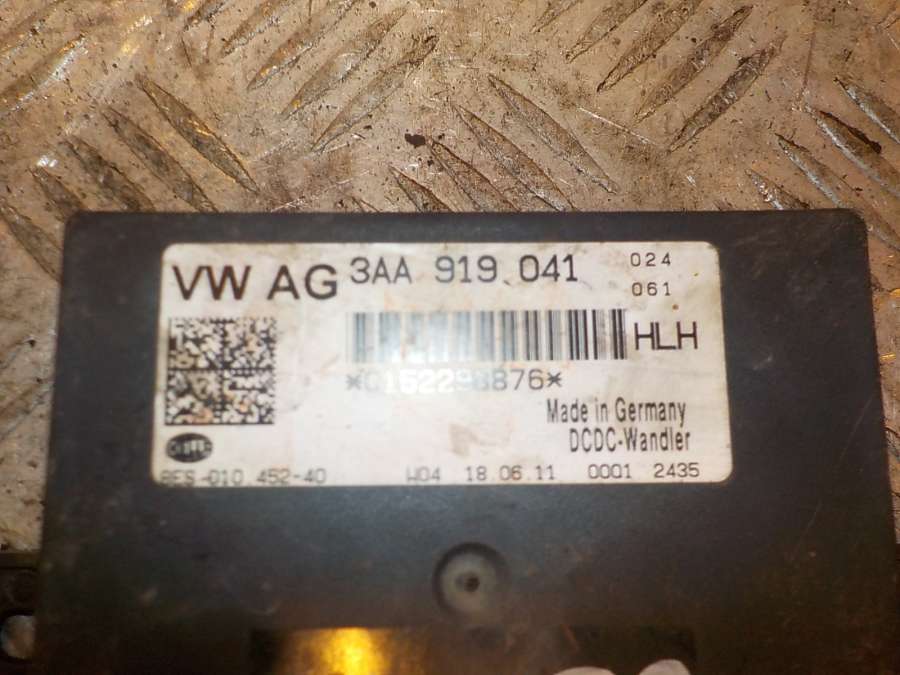 VW AG 3AA 919 041 024
061
HLH
*0162298876*
Made in Germany
DCDC-Wandler
8ES-010 452-40 W04 18.06.11 0001 2435